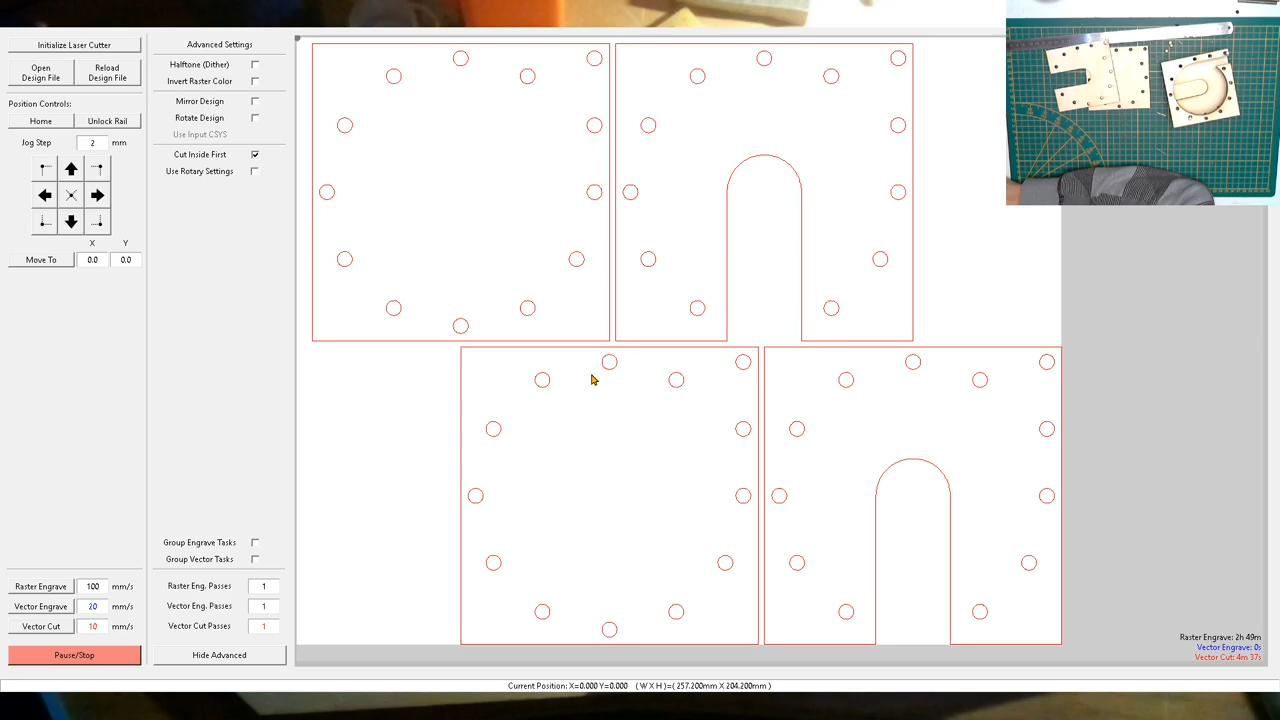 Initialize Laser Cutter
Open
Design File
Reload
Design File
Position Controls:
Home
Unlock Rail
Jog Step
2
mm
X
Y
Move To
0.0
0.0
Raster Engrave
100
mm/s
Vector Engrave
20
mm/s
Vector Cut
10
mm/s
Pause/Stop
Advanced Settings
Halftone (Dither)
Invert Raster Color
Mirror Design
Rotate Design
Use Input CSYS
Cut Inside First
Use Rotary Settings
Group Engrave Tasks
Group Vector Tasks
Raster Eng. Passes
1
Vector Eng. Passes
1
Vector Cut Passes
1
Hide Advanced
Raster Engrave: 2h 49m
Vector Engrave: 0s
Vector Cut: 4m 37s
Current Position: X=0.000 Y=0.000 ( W X H )=( 257.200mm X 204.200mm )